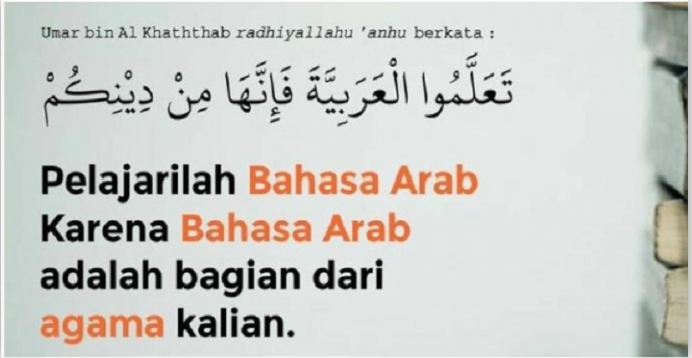 Umar bin Al Khaththab radhiyallahu 'anhu berkata :
تَعَلَّمُوا الْعَرَبِيَّةَ فَإِنَّهَا مِنْ دِيْنِكُمْ
Pelajarilah Bahasa Arab
Karena Bahasa Arab
adalah bagian dari
agama kalian.